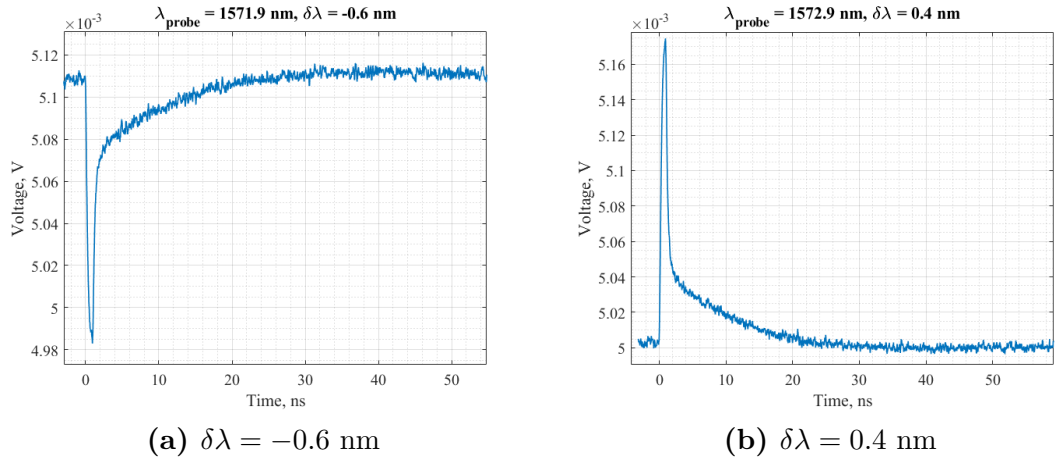 λprobe = 1571.9 nm, δλ = -0.6 nm
×10⁻³
5.12
5.1
5.08
5.06
5.04
5.02
5
4.98
Voltage, V
0 10 20 30 40 50
Time, ns
(a) δλ = −0.6 nm
λprobe = 1572.9 nm, δλ = 0.4 nm
×10⁻³
5.16
5.14
5.12
5.1
5.08
5.06
5.04
5.02
5
Voltage, V
0 10 20 30 40 50
Time, ns
(b) δλ = 0.4 nm